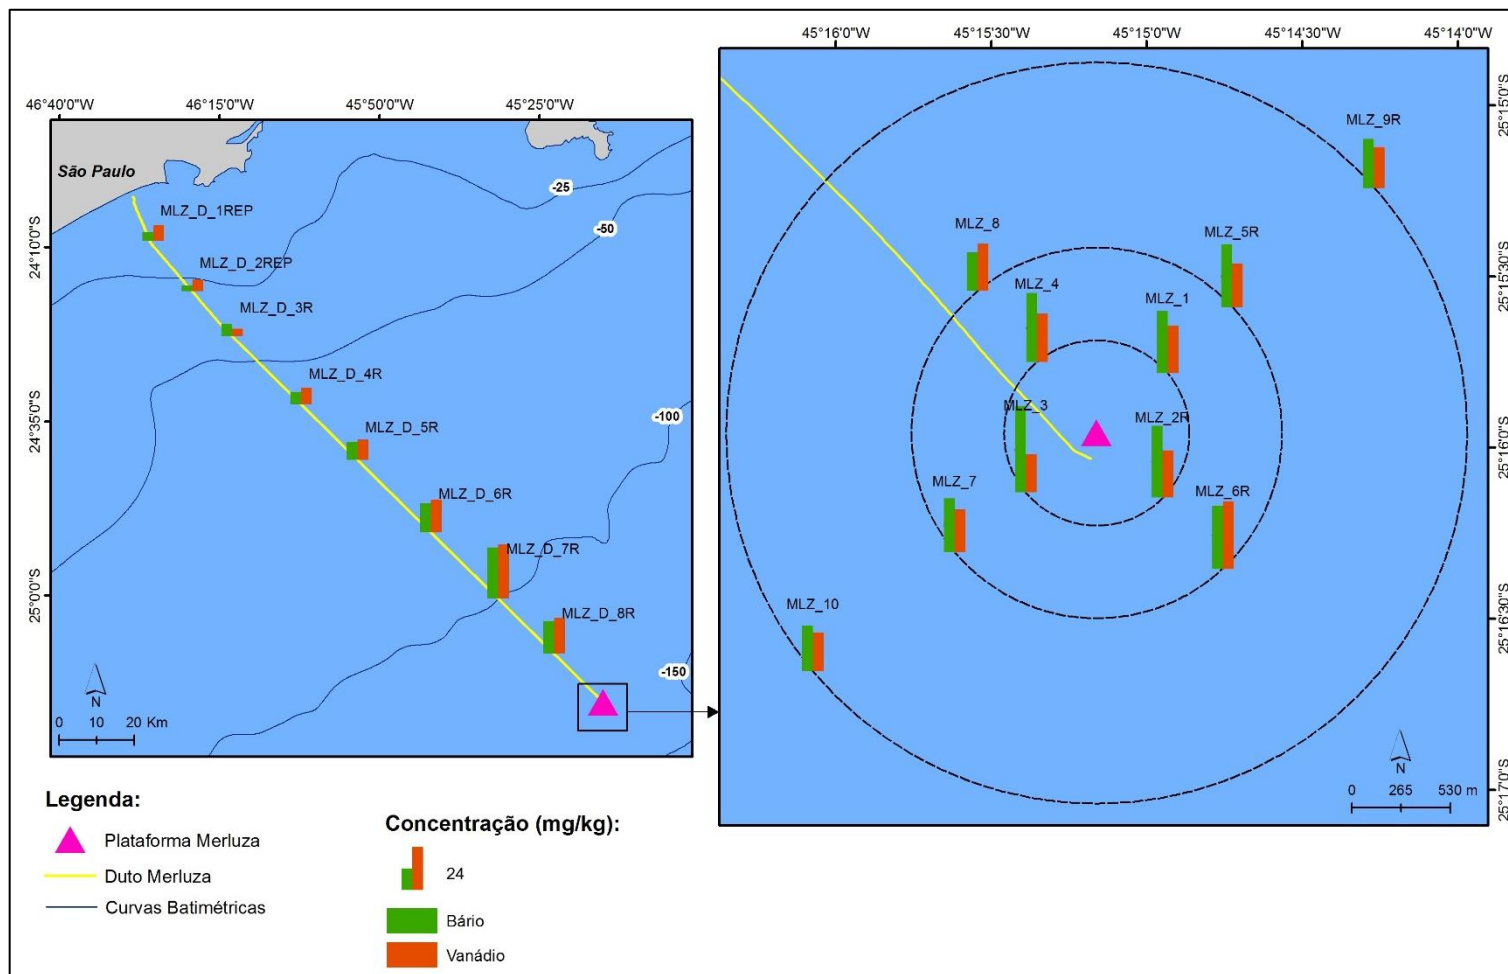 46°40'0"W 46°15'0"W 45°50'0"W 45°25'0"W
24°10'0"S
24°35'0"S
25°0'0"S
São Paulo
-25
-50
-100
-150
MLZ_D_1REP
MLZ_D_2REP
MLZ_D_3R
MLZ_D_4R
MLZ_D_5R
MLZ_D_6R
MLZ_D_7R
MLZ_D_8R
N
0 10 20 Km
45°16'0"W 45°15'30"W 45°15'0"W 45°14'30"W 45°14'0"W
25°15'0"S
25°15'30"S
25°16'0"S
25°16'30"S
25°17'0"S
MLZ_9R
MLZ_8
MLZ_5R
MLZ_4
MLZ_1
MLZ_3
MLZ_2R
MLZ_7
MLZ_6R
MLZ_10
N
0 265 530 m
Legenda:
Plataforma Merluza
Duto Merluza
Curvas Batimétricas
Concentração (mg/kg):
24
Bário
Vanádio